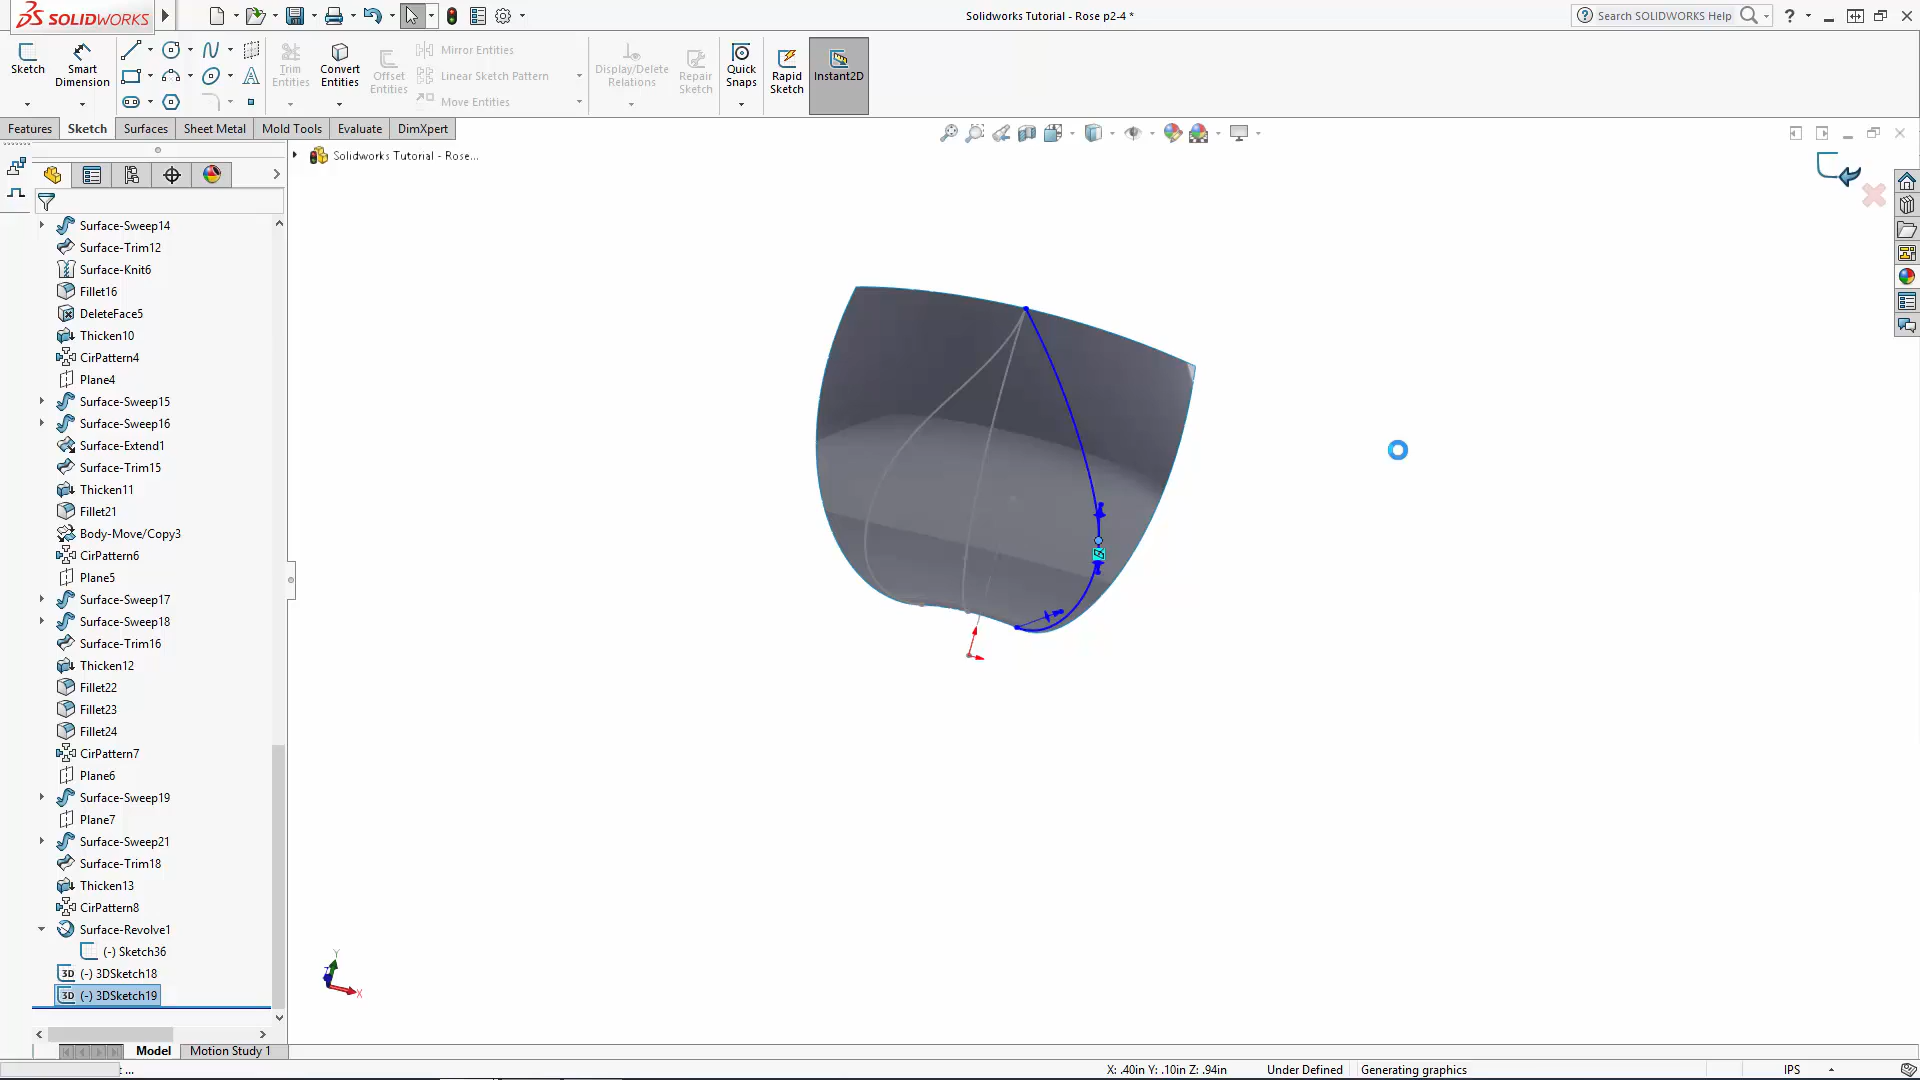 SOLIDWORKS
Solidworks Tutorial - Rose p2-4 *
Search SOLIDWORKS Help
Sketch
Smart Dimension
Trim Entities
Convert Entities
Offset Entities
Mirror Entities
Linear Sketch Pattern
Move Entities
Display/Delete Relations
Repair Sketch
Quick Snaps
Rapid Sketch
Instant2D
Features
Sketch
Surfaces
Sheet Metal
Mold Tools
Evaluate
DimXpert
Solidworks Tutorial - Rose...
Surface-Sweep14
Surface-Trim12
Surface-Knit6
Fillet16
DeleteFace5
Thicken10
CirPattern4
Plane4
Surface-Sweep15
Surface-Sweep16
Surface-Extend1
Surface-Trim15
Thicken11
Fillet21
Body-Move/Copy3
CirPattern6
Plane5
Surface-Sweep17
Surface-Sweep18
Surface-Trim16
Thicken12
Fillet22
Fillet23
Fillet24
CirPattern7
Plane6
Surface-Sweep19
Plane7
Surface-Sweep21
Surface-Trim18
Thicken13
CirPattern8
Surface-Revolve1
(-) Sketch36
3D (-) 3DSketch18
3D (-) 3DSketch19
Y
X
Model
Motion Study 1
: ...
X: .40in Y: .10in Z: .94in
Under Defined
Generating graphics
IPS